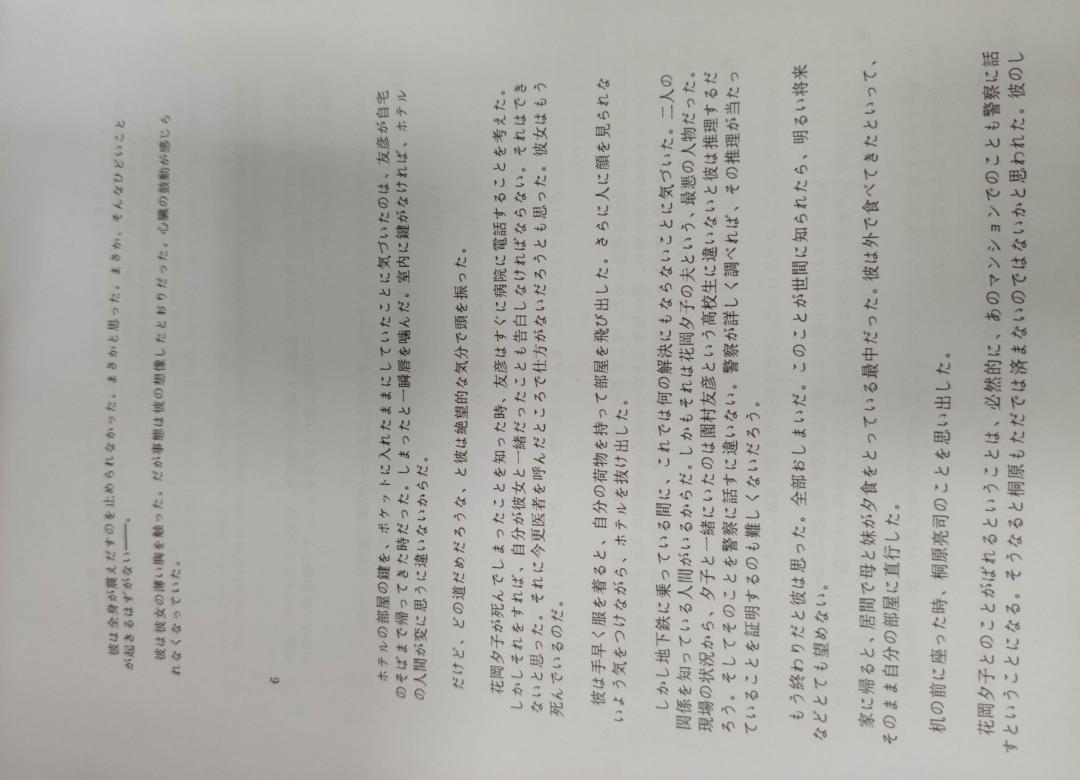 彼は全身が震えだすのを止められなかった。まさかと思った。まさか、そんなひどいこと
が起きるはずがない――。
彼は彼女の薄い胸を触った。だが事態は彼の想像したとおりだった。心臓の鼓動が感じら
れなくなっていた。
6
ホテルの部屋の鍵を、ポケットに入れたままにしていたことに気づいたのは、友彦が自宅
のそばまで帰ってきた時だった。しまったと一瞬唇を噛んだ。室内に鍵がなければ、ホテル
の人間が変に思うに違いないからだ。
だけど、どの道だめだろうな、と彼は絶望的な気分で頭を振った。
花岡夕子が死んでしまったことを知った時、友彦はすぐに病院に電話することを考えた。
しかしそれをすれば、自分が彼女と一緒だったことも告白しなければならない。それはでき
ないと思った。それに今更医者を呼んだところで仕方がないだろうとも思った。彼女はもう
死んでいるのだ。
彼は手早く服を着ると、自分の荷物を持って部屋を飛び出した。さらに人に顔を見られな
いよう気をつけながら、ホテルを抜け出した。
しかし地下鉄に乗っている間に、これでは何の解決にもならないことに気づいた。二人の
関係を知っている人間がいるからだ。しかもそれは花岡夕子の夫という、最悪の人物だった。
現場の状況から、夕子と一緒にいたのは園村友彦という高校生に違いないと彼は推理するだ
ろう。そしてそのことを警察に話すに違いない。警察が詳しく調べれば、その推理が当たっ
ていることを証明するのも難しくないだろう。
もう終わりだと彼は思った。全部おしまいだ。このことが世間に知られたら、明るい将来
などとても望めない。
家に帰ると、居間で母と妹が夕食をとっている最中だった。彼は外で食べてきたといって、
そのまま自分の部屋に直行した。
机の前に座った時、桐原亮司のことを思い出した。
花岡夕子とのことがばれるということは、必然的に、あのマンションでのことも警察に話
すということになる。そうなると桐原もただでは済まないのではないかと思われた。彼のし